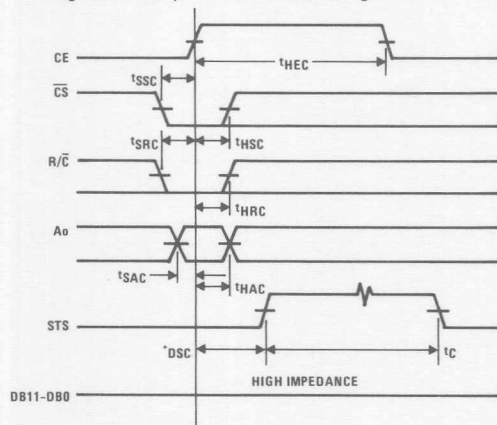 CE
tHEC
tSSC
CS
tSRC
tHSC
R/C
tHRC
Ao
tSAC
tHAC
STS
*DSC
tC
HIGH IMPEDANCE
DB11-DB0